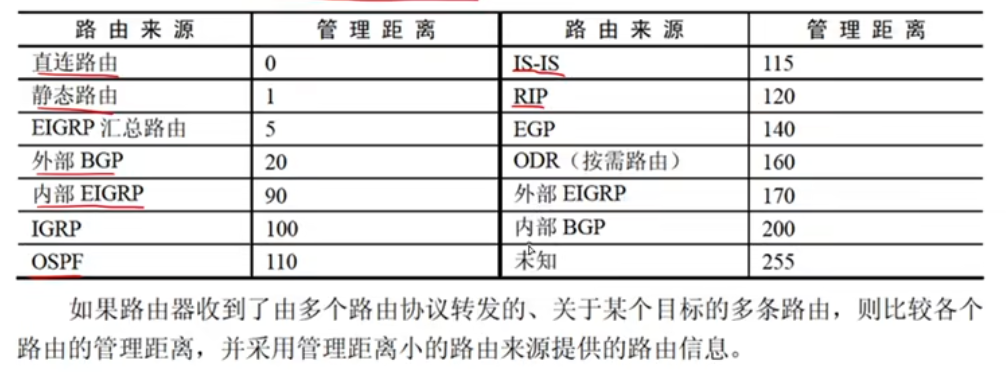 路由来源 管理距离 路由来源 管理距离
直连路由 0 IS-IS 115
静态路由 1 RIP 120
EIGRP 汇总路由 5 EGP 140
外部 BGP 20 ODR（按需路由） 160
内部 EIGRP 90 外部 EIGRP 170
IGRP 100 内部 BGP 200
OSPF 110 未知 255
如果路由器收到了由多个路由协议转发的、关于某个目标的多条路由，则比较各个
路由的管理距离，并采用管理距离小的路由来源提供的路由信息。